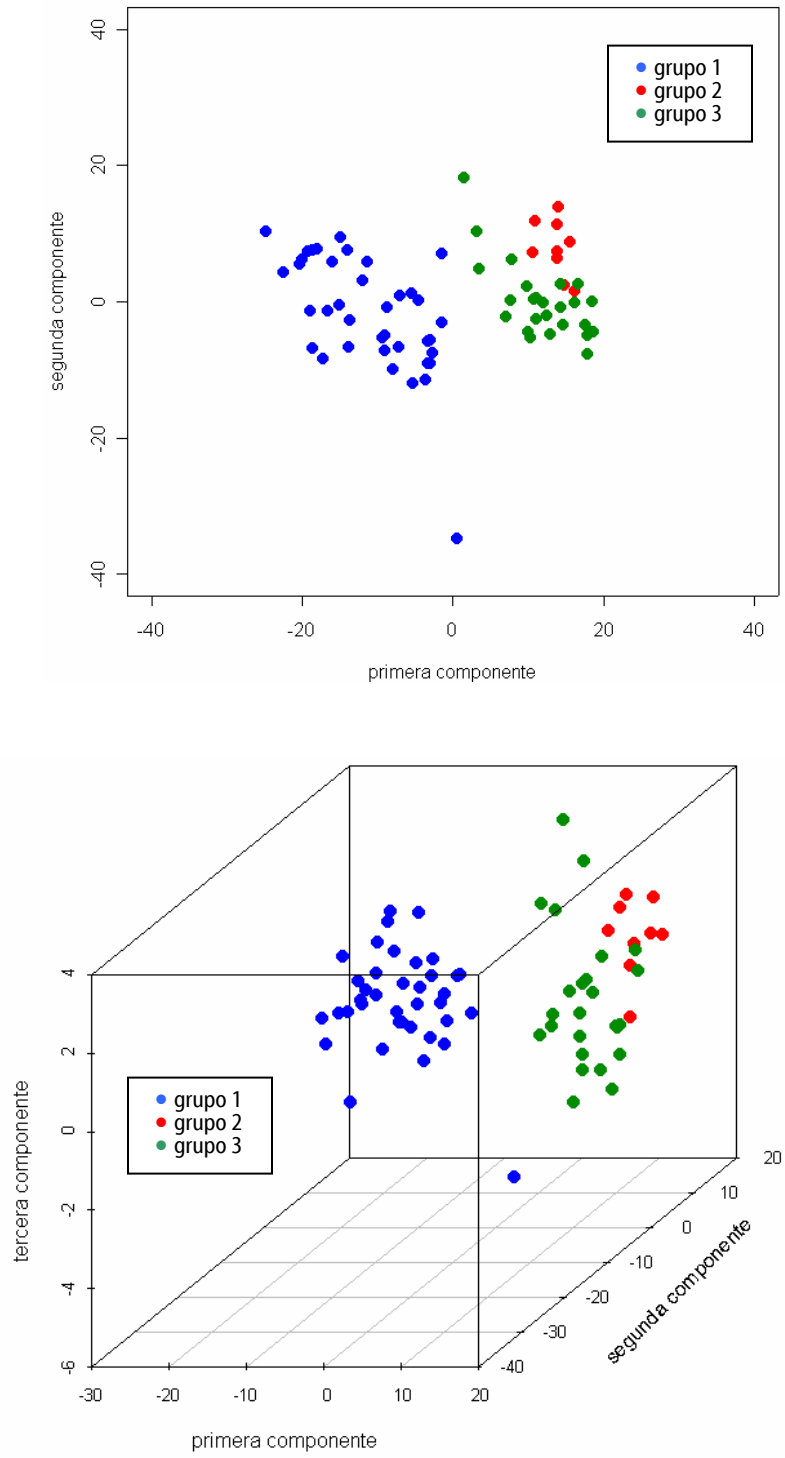 40
20
0
-20
-40
segunda componente
grupo 1
grupo 2
grupo 3
-40
-20
0
20
40
primera componente
4
2
0
-2
-4
-6
tercera componente
grupo 1
grupo 2
grupo 3
20
10
0
-10
-20
-30
-40
segunda componente
-30
-20
-10
0
10
20
primera componente